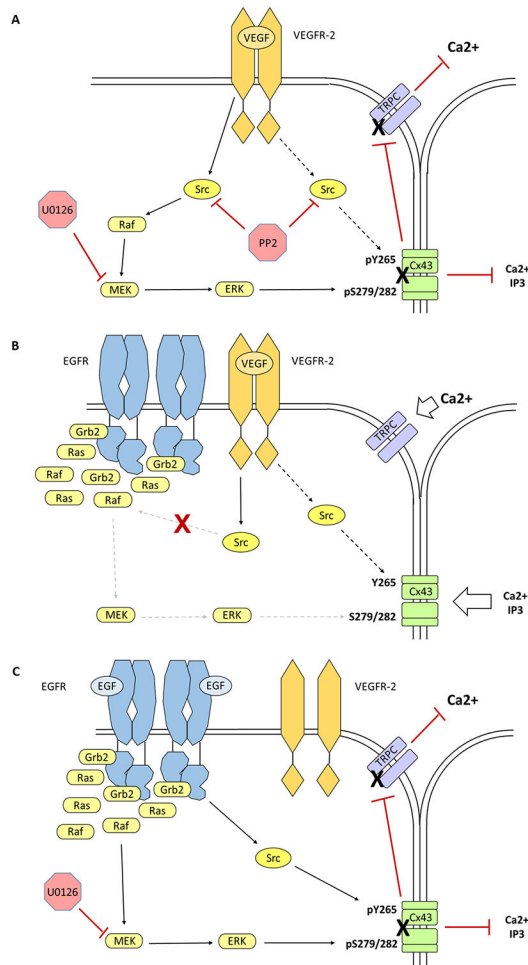 A
VEGF
VEGFR-2
Ca2+
TRPC
X
Src
Src
U0126
Raf
PP2
pY265
Cx43
X
Ca2+
IP3
MEK
ERK
pS279/282
B
EGFR
VEGF
VEGFR-2
Ca2+
TRPC
Grb2
Ras
Grb2
Raf
Grb2
Ras
Ras
Raf
X
Src
Src
Y265
Cx43
Ca2+
IP3
MEK
ERK
S279/282
C
EGFR
EGF
EGF
VEGFR-2
Ca2+
TRPC
X
Grb2
Ras
Grb2
Grb2
Ras
Ras
Raf
Raf
Src
U0126
pY265
Cx43
X
Ca2+
IP3
MEK
ERK
pS279/282